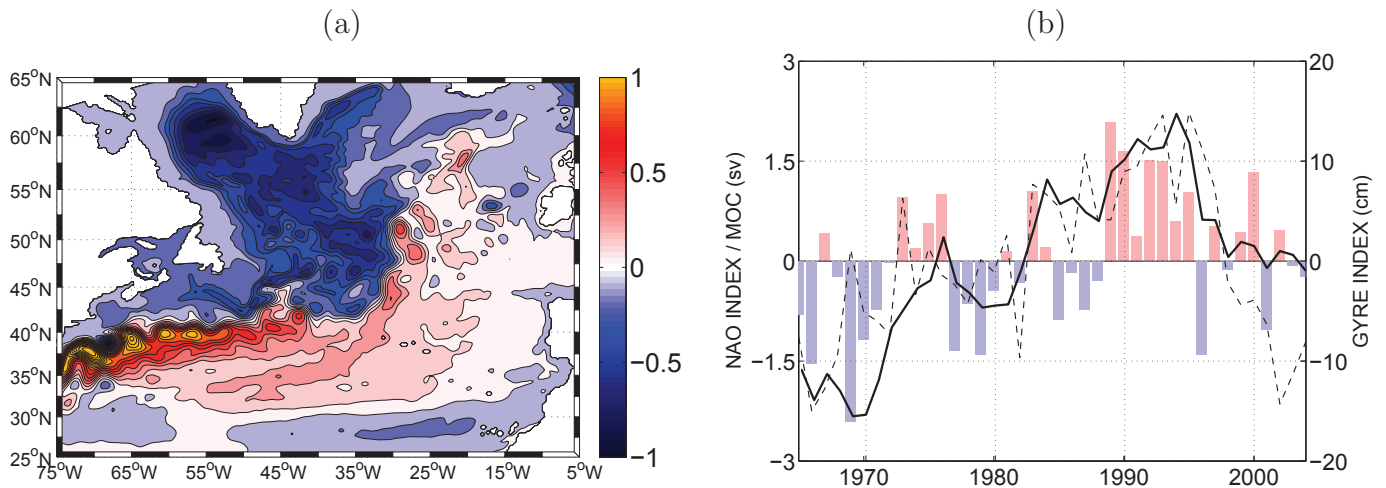 (a)
(b)
65°N
60°N
55°N
50°N
45°N
40°N
35°N
30°N
25°N
75°W 65°W 55°W 45°W 35°W 25°W 15°W 5°W
1
0.5
0
−0.5
−1
NAO INDEX / MOC (sv)
3
1.5
0
−1.5
−3
1970 1980 1990 2000
20
10
0
−10
−20
GYRE INDEX (cm)